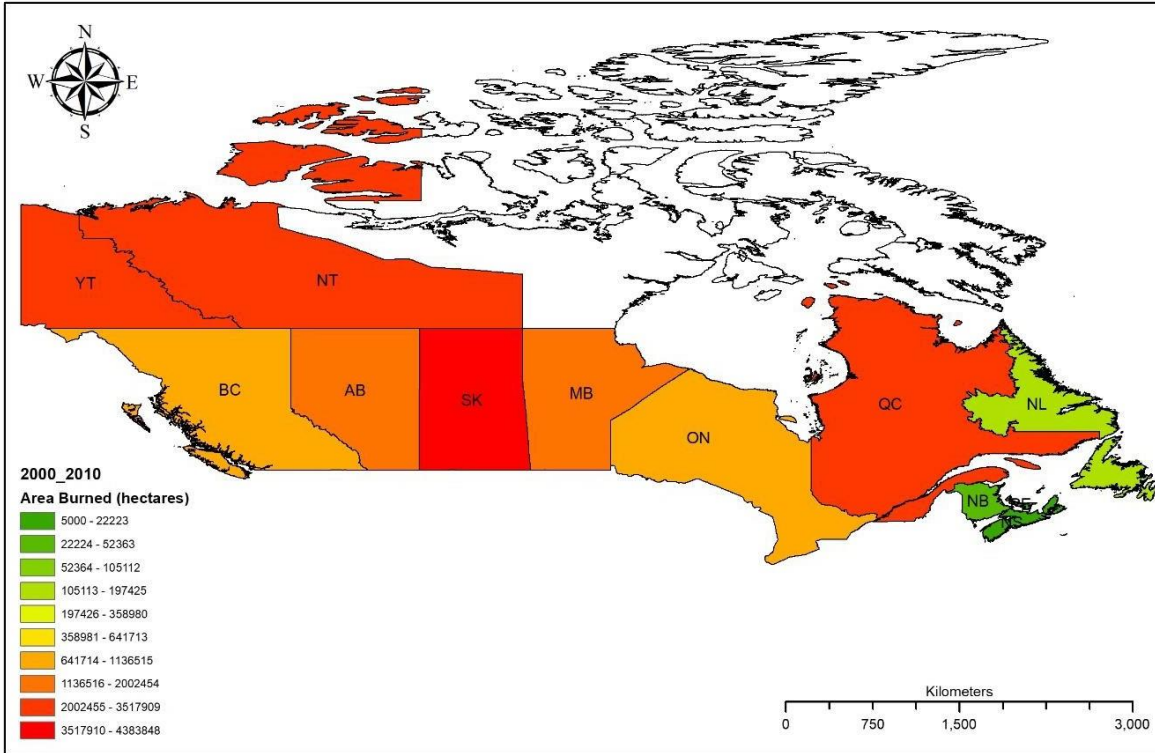 N
W E
S
YT
NT
BC
AB
SK
MB
ON
QC
NL
NB
PE
NS
2000_2010
Area Burned (hectares)
5000 - 22223
22224 - 52363
52364 - 105112
105113 - 197425
197426 - 358980
358981 - 641713
641714 - 1136515
1136516 - 2002454
2002455 - 3517909
3517910 - 4383848
Kilometers
0 750 1,500 3,000